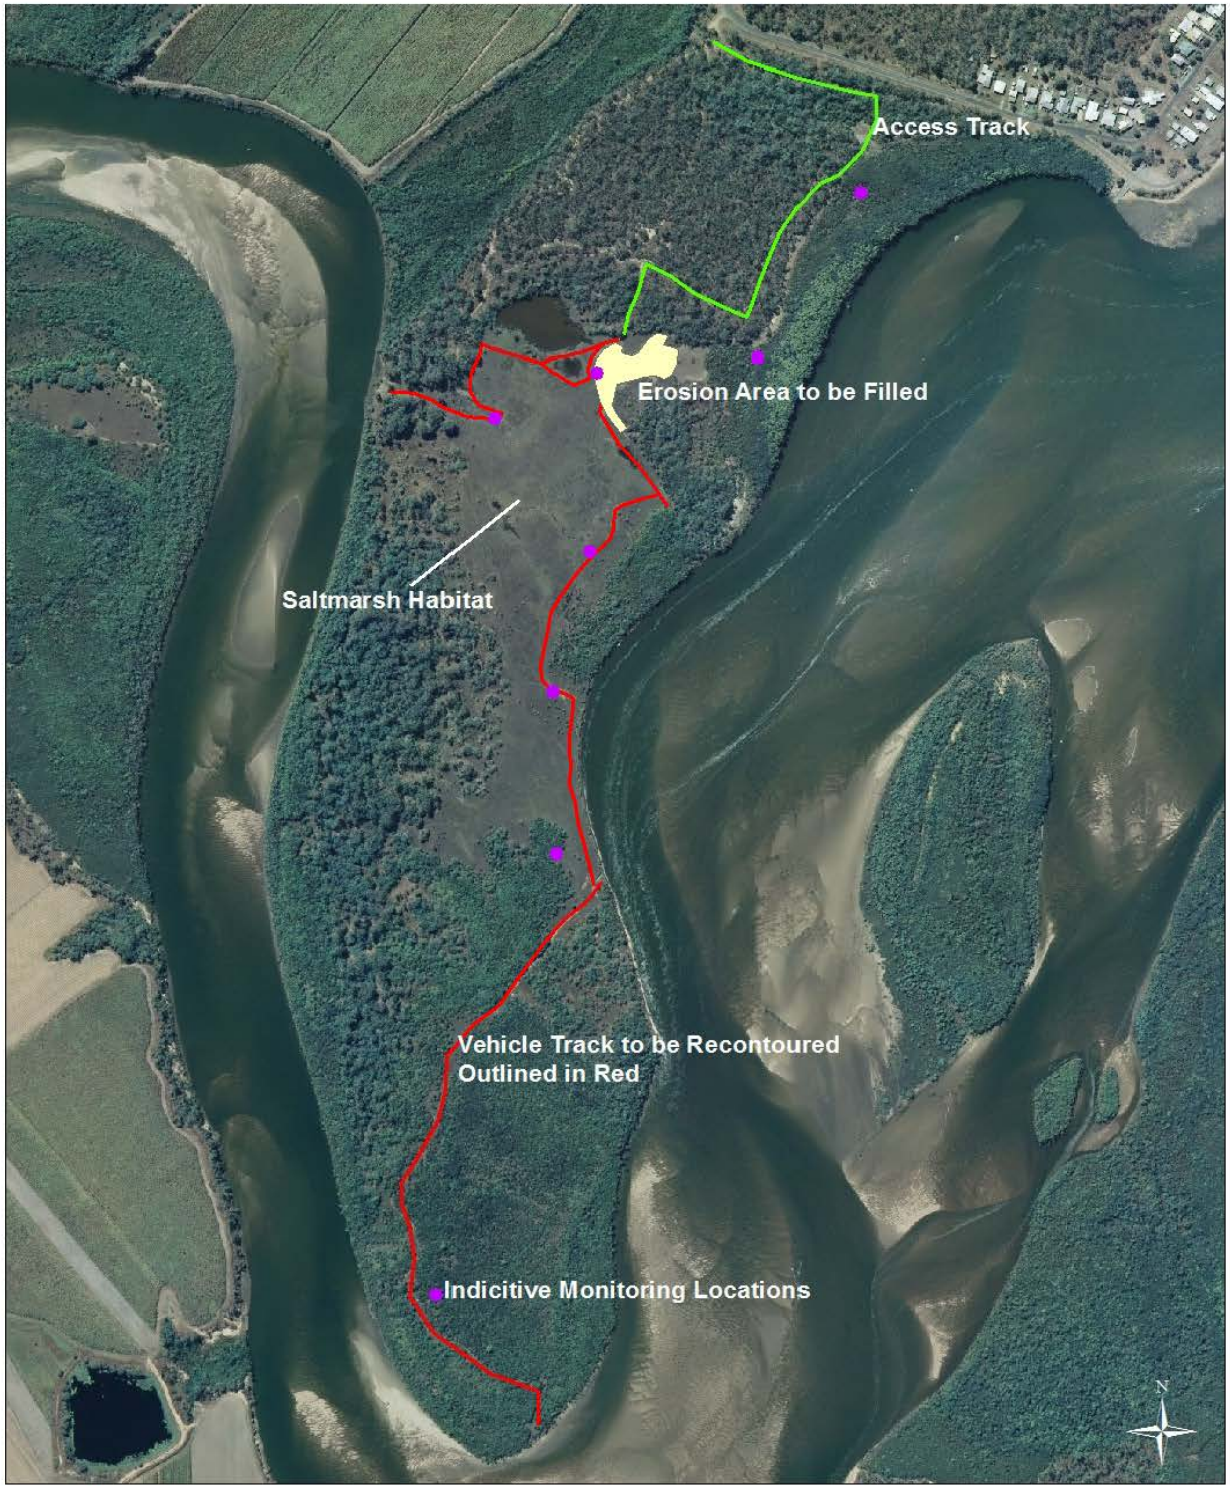 Access Track
Erosion Area to be Filled
Saltmarsh Habitat
Vehicle Track to be Recontoured
Outlined in Red
Indicitive Monitoring Locations
N